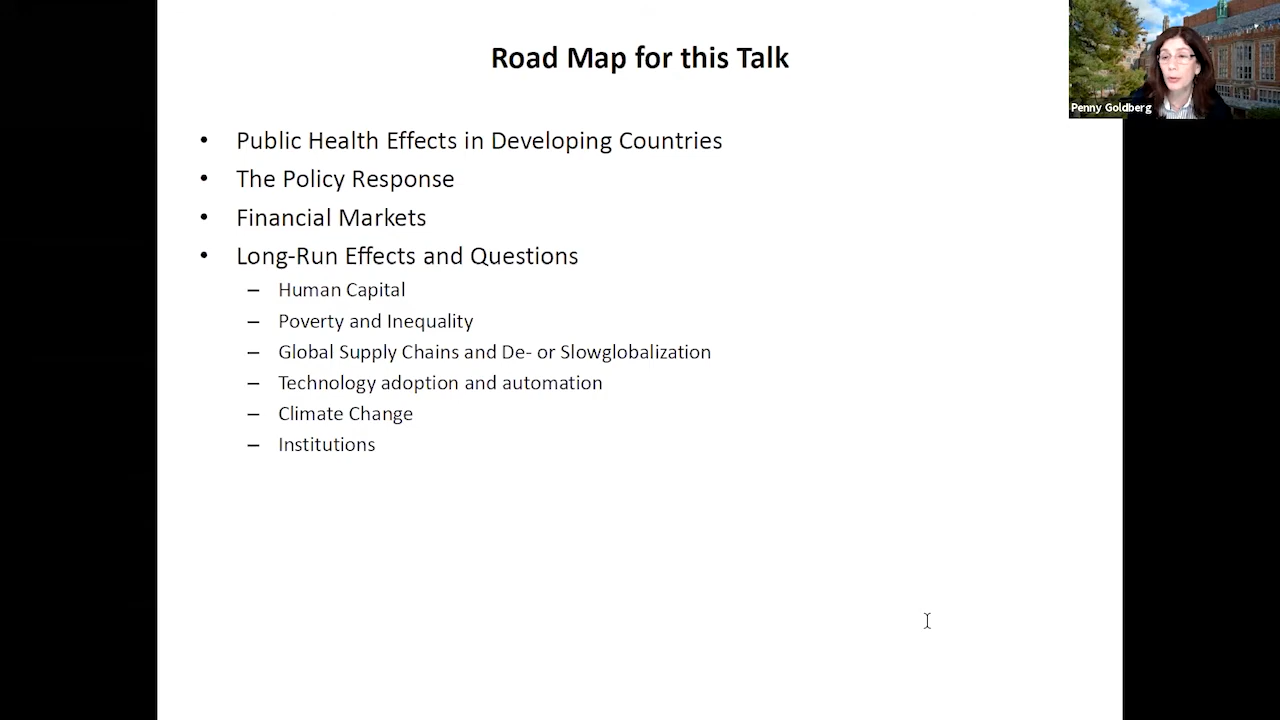 Road Map for this Talk
Penny Goldberg
• Public Health Effects in Developing Countries
• The Policy Response
• Financial Markets
• Long-Run Effects and Questions
– Human Capital
– Poverty and Inequality
– Global Supply Chains and De- or Slowglobalization
– Technology adoption and automation
– Climate Change
– Institutions